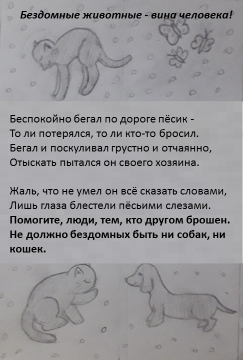 Бездомные животные - вина человека!
Беспокойно бегал по дороге пёсик -
То ли потерялся, то ли кто-то бросил.
Бегал и поскуливал грустно и отчаянно,
Отыскать пытался он своего хозяина.
Жаль, что не умел он всё сказать словами,
Лишь глаза блестели пёсьими слезами.
Помогите, люди, тем, кто другом брошен.
Не должно бездомных быть ни собак, ни
кошек.